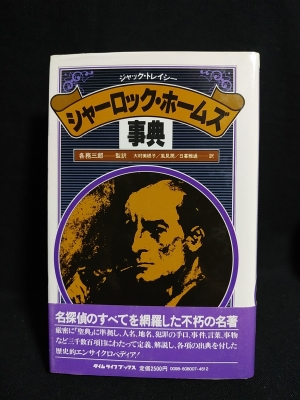 ジャック・トレイシー
シャーロック・ホームズ
事典
各務三郎──監訳
日暮雅通──訳
名探偵のすべてを網羅した不朽の名著
厳密に「聖典」に準拠し、人名、地名、犯罪の手口、事件、言葉、事物
など三千数百項目にわたって定義、解説し、各項の出典を付した
歴史的エンサイクロペディア!
タイム ライフ ブックス
定価2500円